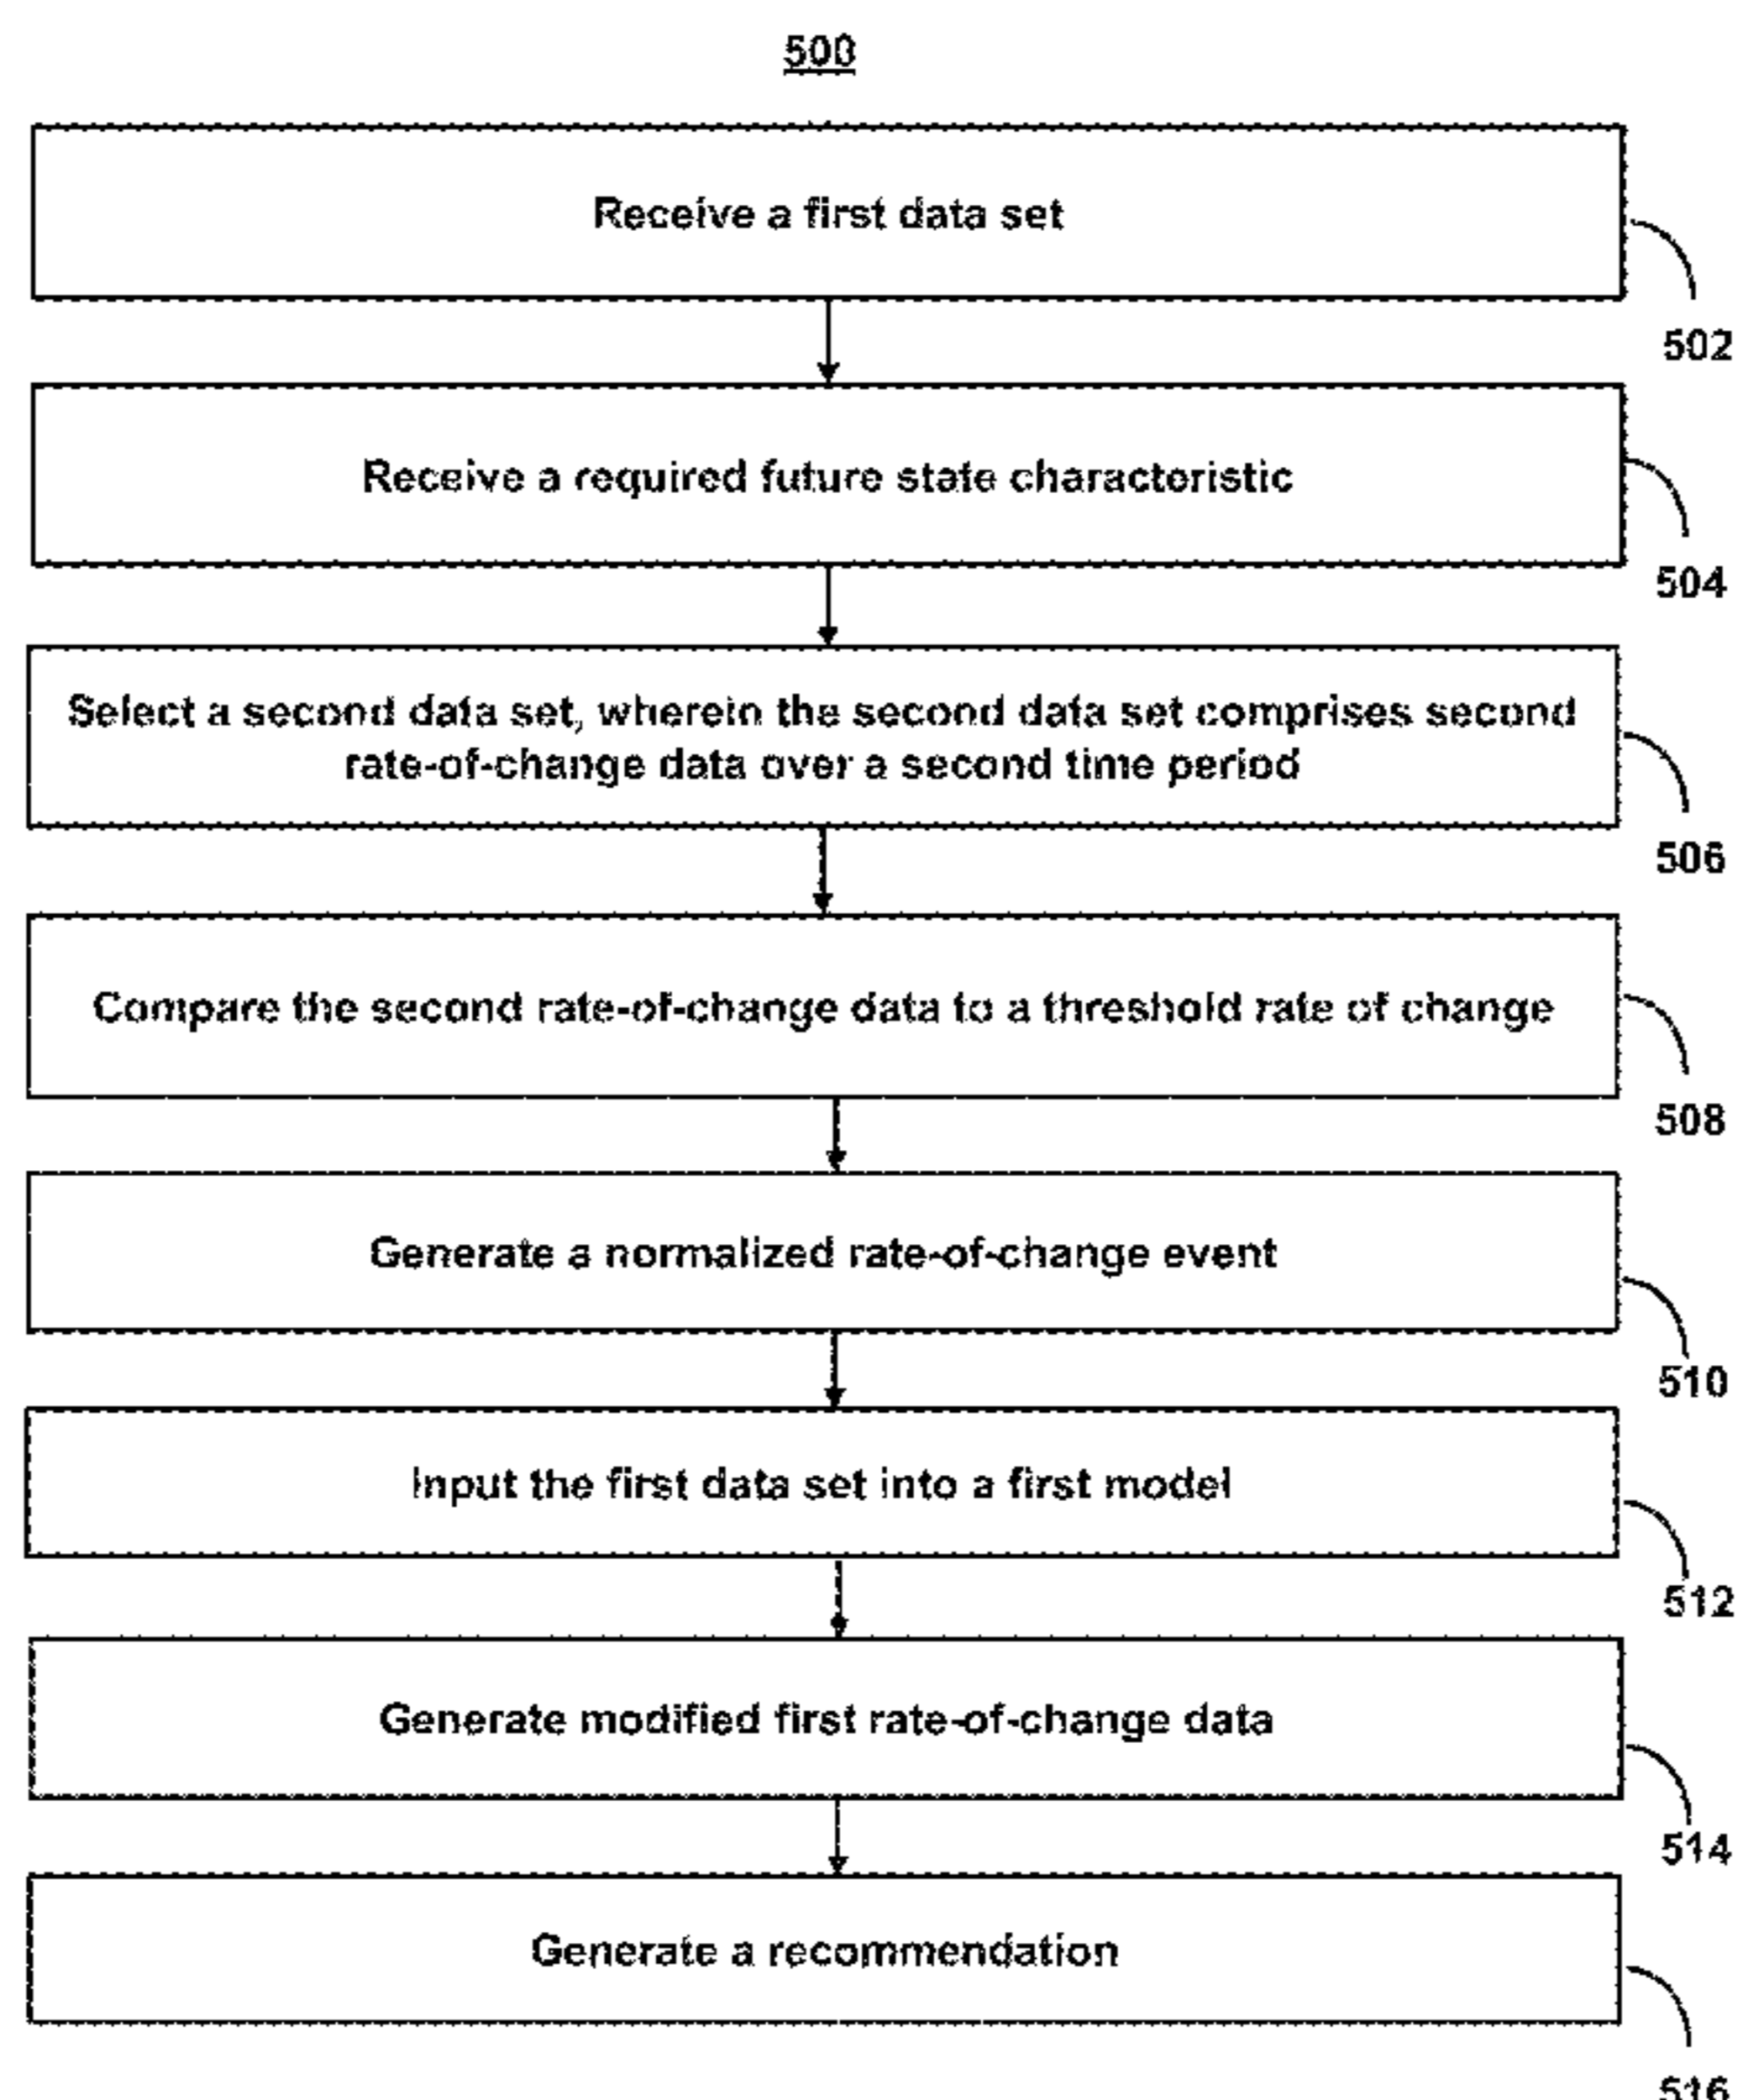 500
Receive a first data set
502
Receive a required future state characteristic
504
Select a second data set, wherein the second data set comprises second
rate-of-change data over a second time period
506
Compare the second rate-of-change data to a threshold rate of change
508
Generate a normalized rate-of-change event
510
Input the first data set into a first model
512
Generate modified first rate-of-change data
514
Generate a recommendation
516